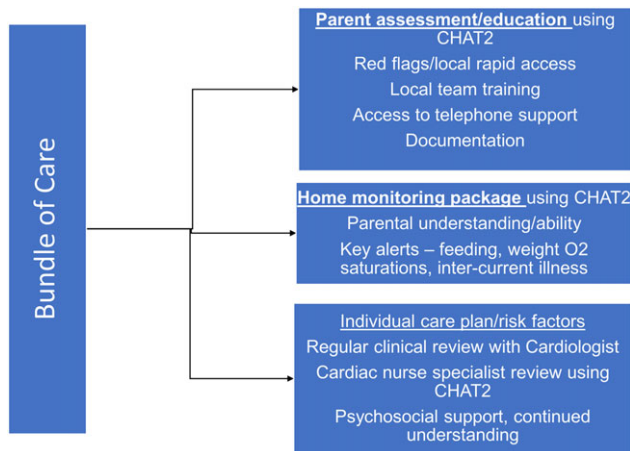 Bundle of Care
Parent assessment/education using
CHAT2
Red flags/local rapid access
Local team training
Access to telephone support
Documentation
Home monitoring package using CHAT2
Parental understanding/ability
Key alerts – feeding, weight O2
saturations, inter-current illness
Individual care plan/risk factors
Regular clinical review with Cardiologist
Cardiac nurse specialist review using
CHAT2
Psychosocial support, continued
understanding